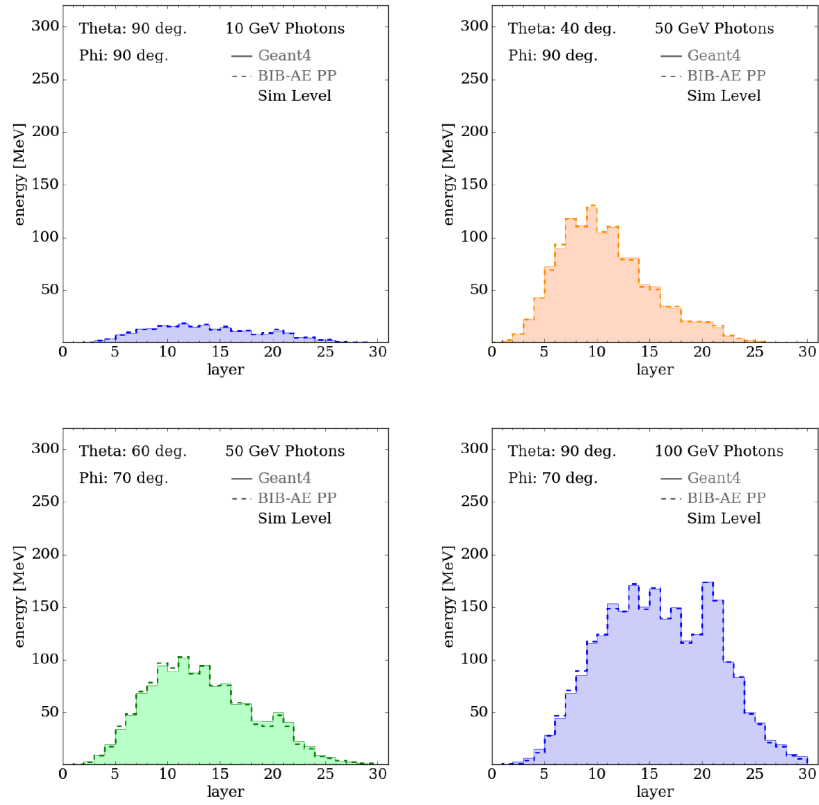 Theta: 90 deg. 10 GeV Photons
Phi: 90 deg.
Geant4
BIB-AE PP
Sim Level
energy [MeV]
300
250
200
150
100
50
0 5 10 15 20 25 30
layer
Theta: 40 deg. 50 GeV Photons
Phi: 90 deg.
Geant4
BIB-AE PP
Sim Level
energy [MeV]
300
250
200
150
100
50
0 5 10 15 20 25 30
layer
Theta: 60 deg. 50 GeV Photons
Phi: 70 deg.
Geant4
BIB-AE PP
Sim Level
energy [MeV]
300
250
200
150
100
50
0 5 10 15 20 25 30
layer
Theta: 90 deg. 100 GeV Photons
Phi: 70 deg.
Geant4
BIB-AE PP
Sim Level
energy [MeV]
300
250
200
150
100
50
0 5 10 15 20 25 30
layer